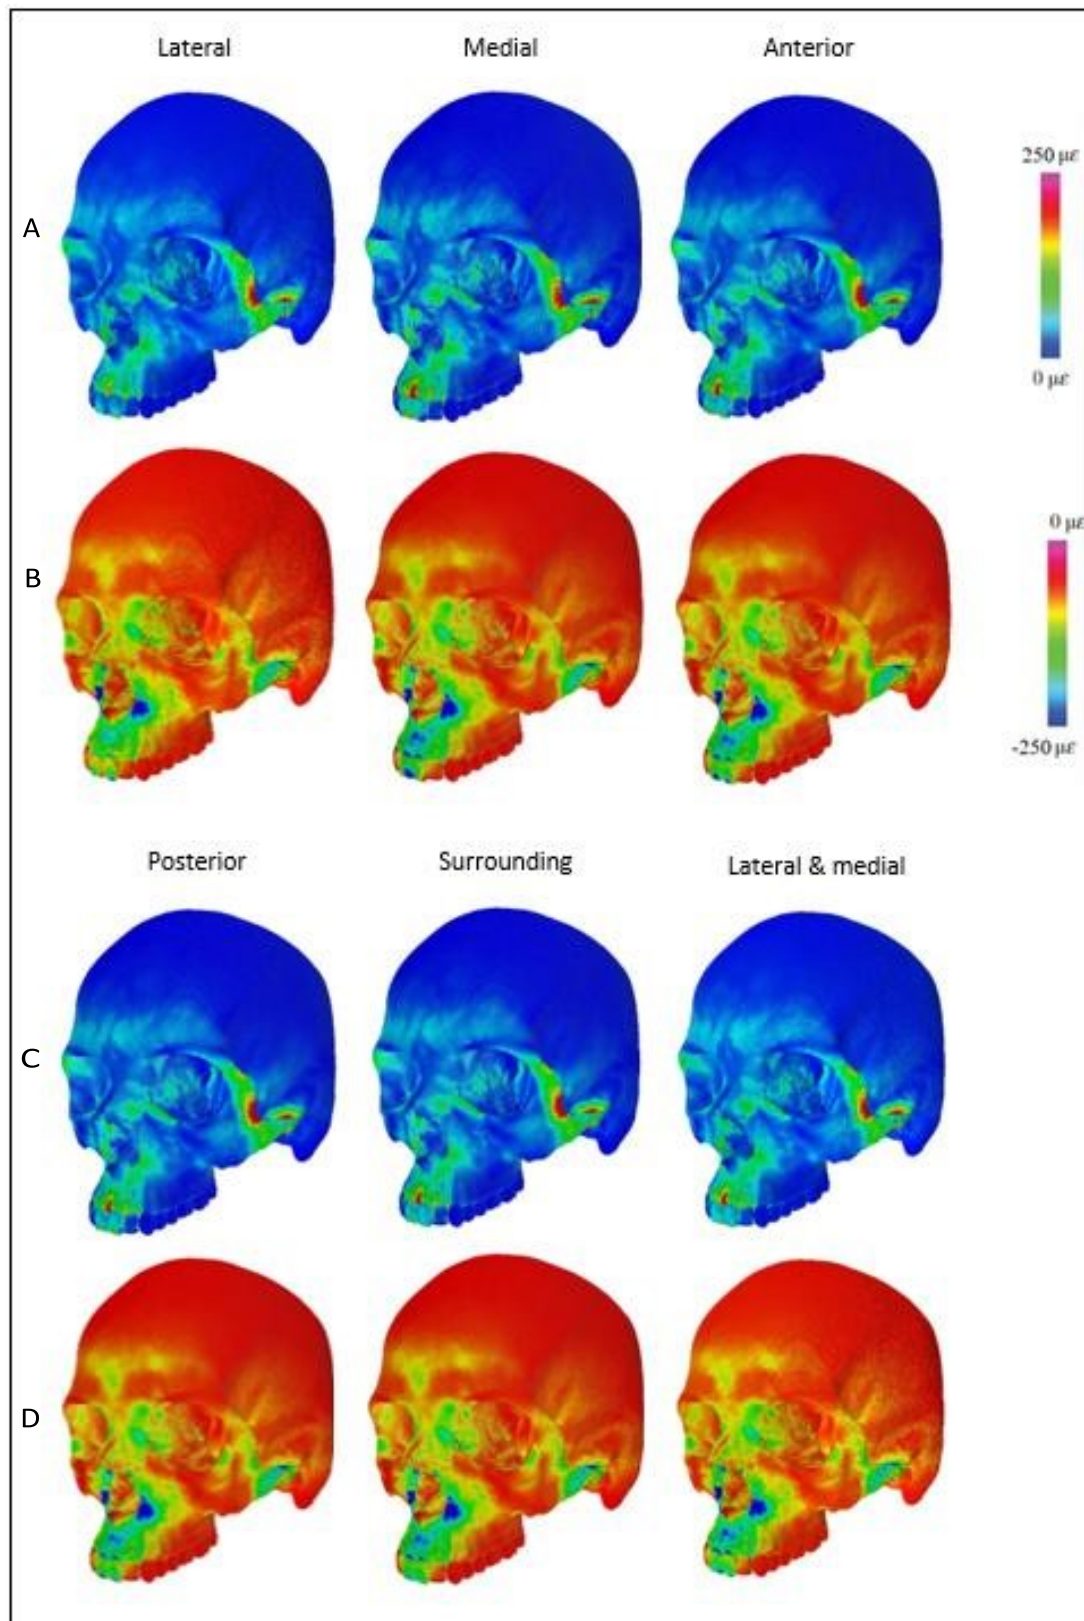 Lateral Medial Anterior
250 με
A
0 με
0 με
B
-250 με
Posterior Surrounding Lateral & medial
C
D